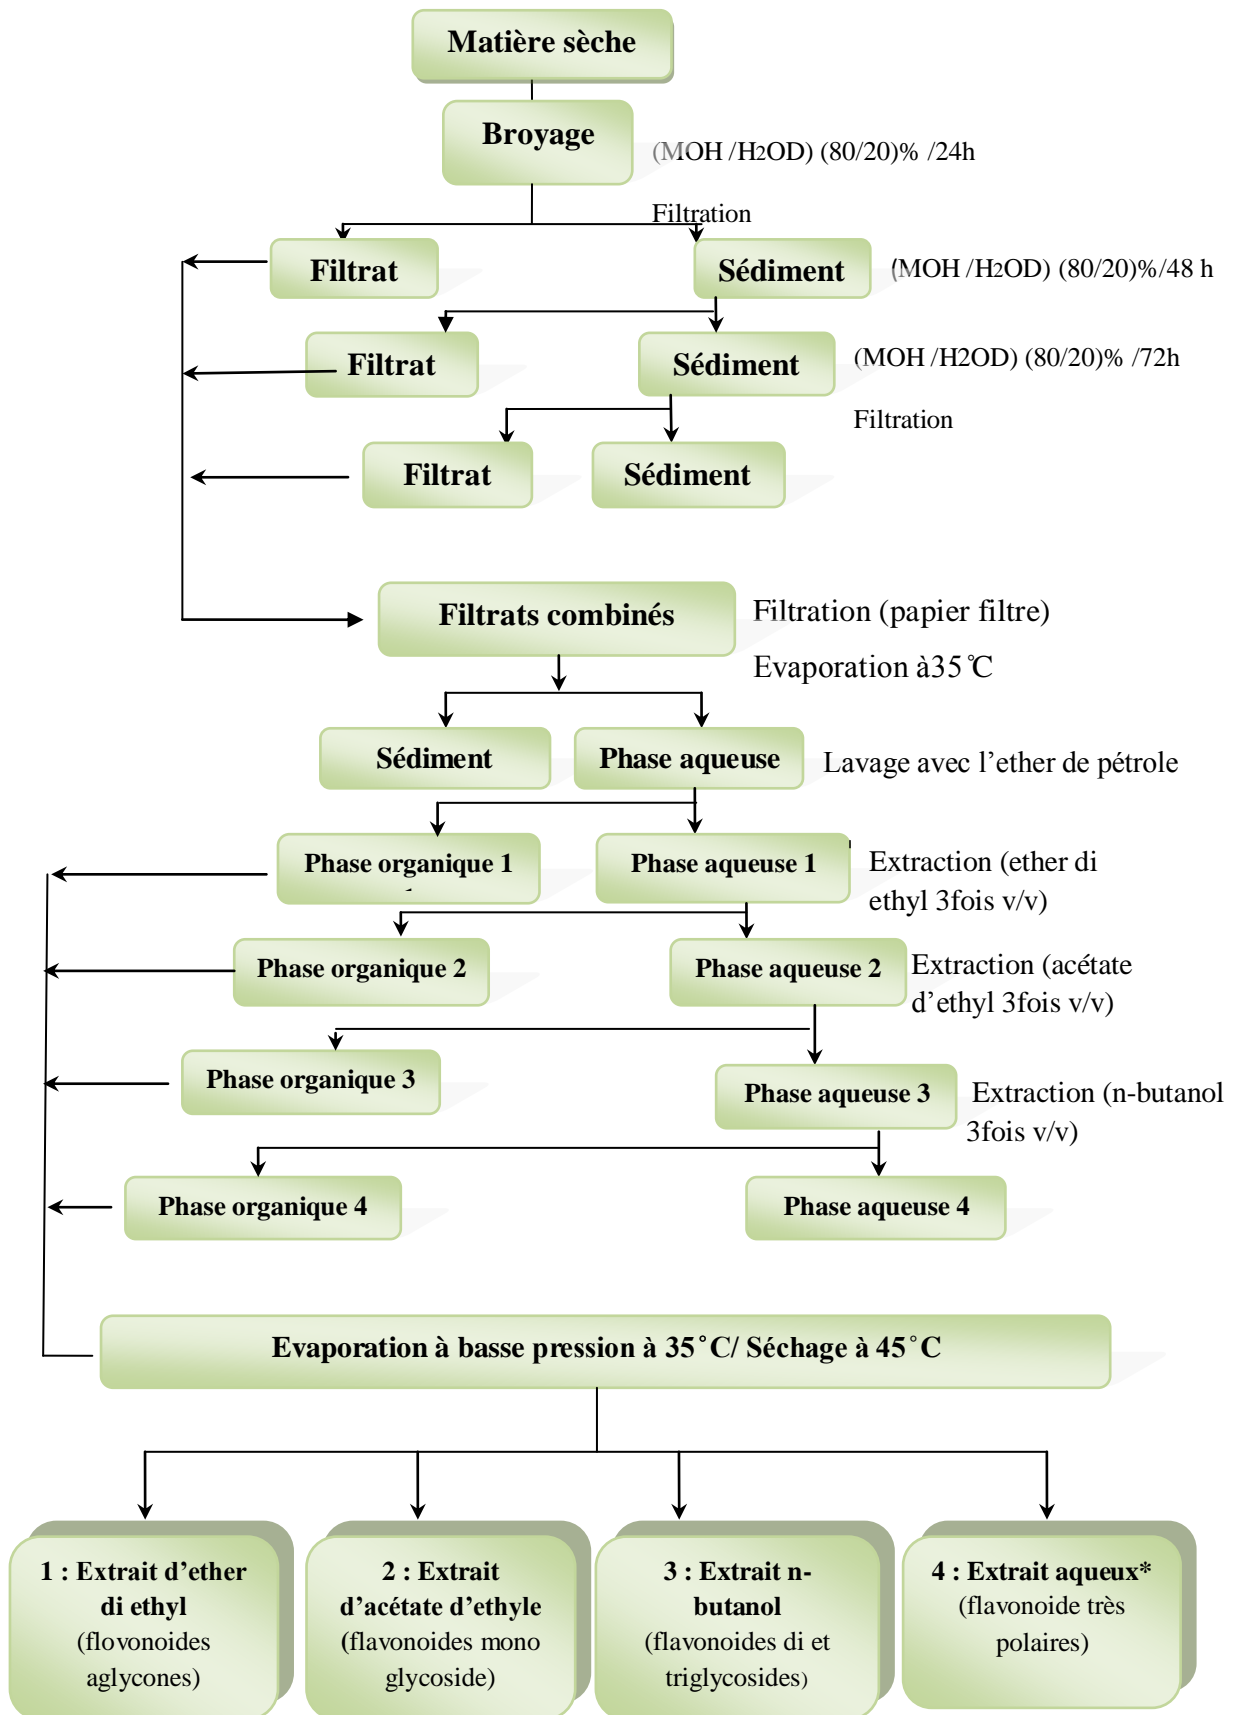 Matière sèche
Broyage
(MOH /H2OD) (80/20)% /24h
Filtration
Filtrat
Sédiment
(MOH /H2OD) (80/20)%/48 h
Filtrat
Sédiment
(MOH /H2OD) (80/20)% /72h
Filtration
Filtrat
Sédiment
Filtrats combinés
Filtration (papier filtre)
Evaporation à35℃
Sédiment
Phase aqueuse
Lavage avec l’ether de pétrole
Phase organique 1
Phase aqueuse 1
Extraction (ether di
ethyl 3fois v/v)
Phase organique 2
Phase aqueuse 2
Extraction (acétate
d’ethyl 3fois v/v)
Phase organique 3
Phase aqueuse 3
Extraction (n-butanol
3fois v/v)
Phase organique 4
Phase aqueuse 4
Evaporation à basse pression à 35˚C/ Séchage à 45˚C
1 : Extrait d’ether
di ethyl
(flovonoides
aglycones)
2 : Extrait
d’acétate d’ethyle
(flavonoides mono
glycoside)
3 : Extrait n-
butanol
(flavonoides di et
triglycosides)
4 : Extrait aqueux*
(flavonoide très
polaires)